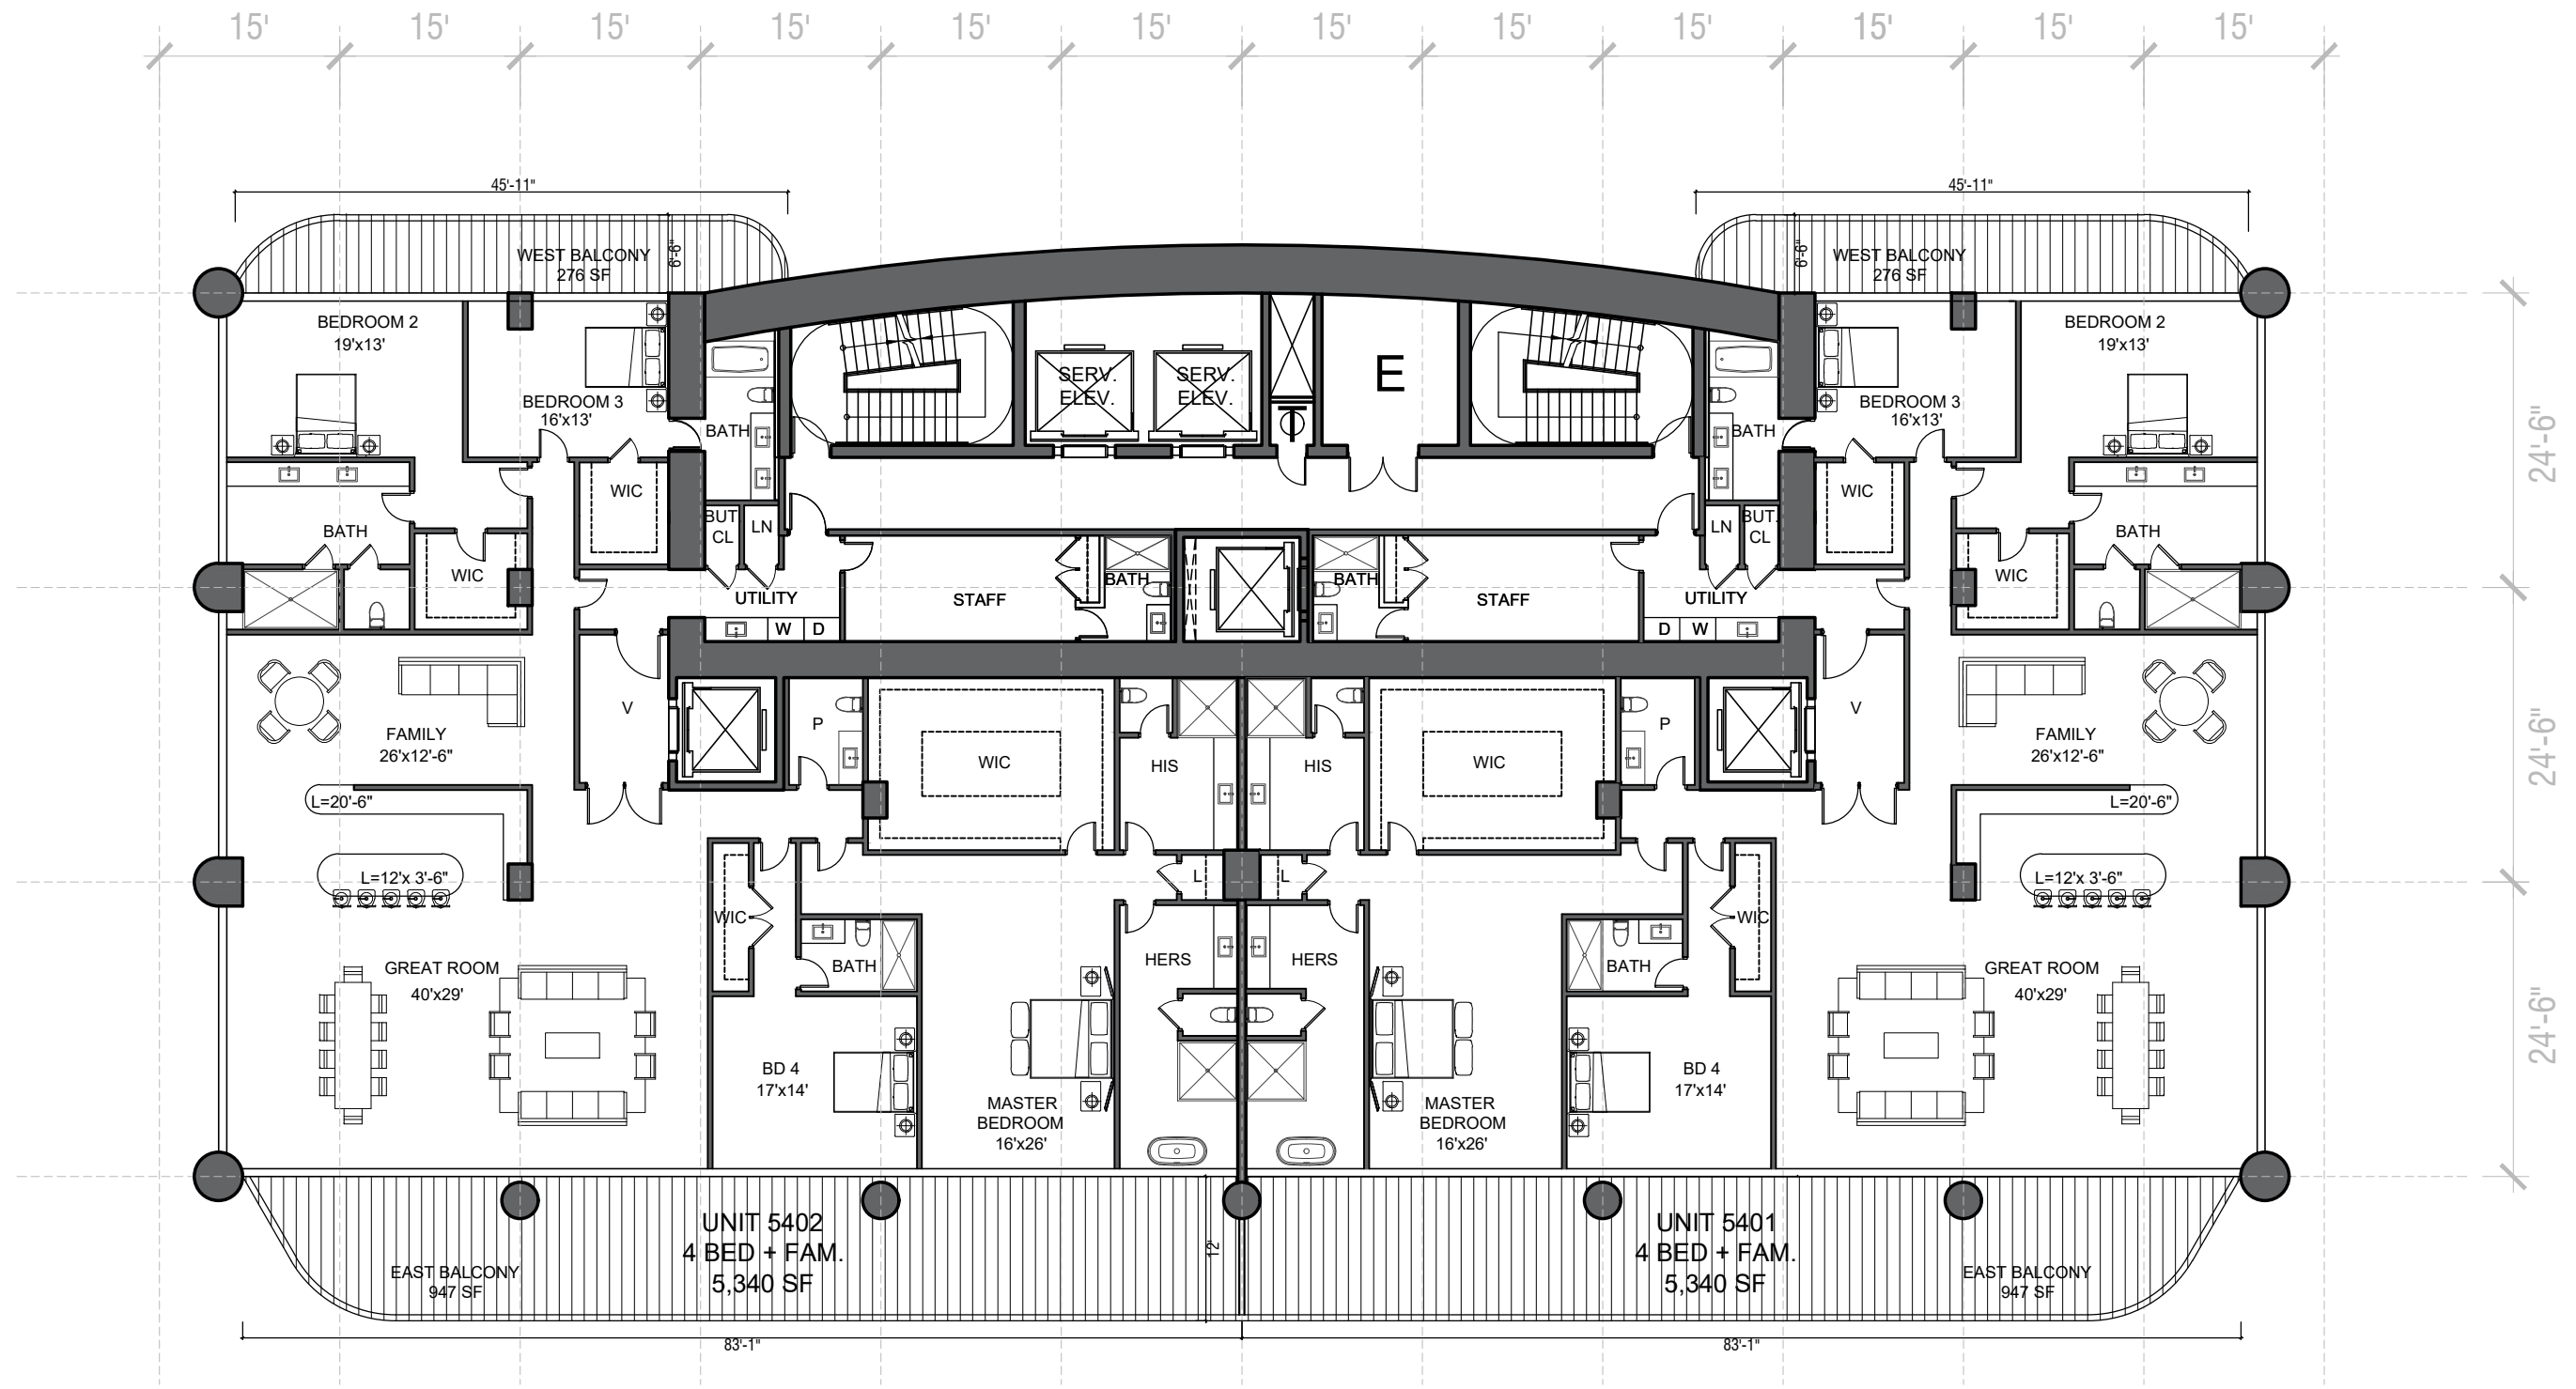 15' 15' 15' 15' 15' 15' 15' 15' 15' 15' 15' 15'
45'-11" 45'-11"
WEST BALCONY
276 SF
6'-6"
6'-6"
WEST BALCONY
276 SF
BEDROOM 2
19'x13'
BEDROOM 3
16'x13'
BATH
SERV.
ELEV.
SERV.
ELEV.
T
E
BATH
BEDROOM 3
16'x13'
BEDROOM 2
19'x13'
24'-6"
WIC
BUT
CL
LN
BATH
WIC
UTILITY
W D
STAFF
BATH
BATH
STAFF
LN
BUT.
CL
UTILITY
D W
WIC
WIC
BATH
FAMILY
26'x12'-6"
V
P
WIC
HIS
HIS
WIC
P
V
FAMILY
26'x12'-6"
24'-6"
L=20'-6"
L=20'-6"
L=12'x 3'-6"
L
L
L=12'x 3'-6"
WIC
BATH
HERS
HERS
BATH
WIC
GREAT ROOM
40'x29'
GREAT ROOM
40'x29'
24'-6"
BD 4
17'x14'
MASTER
BEDROOM
16'x26'
MASTER
BEDROOM
16'x26'
BD 4
17'x14'
UNIT 5402
4 BED + FAM.
5,340 SF
12'
UNIT 5401
4 BED + FAM.
5,340 SF
EAST BALCONY
947 SF
EAST BALCONY
947 SF
83'-1" 83'-1"